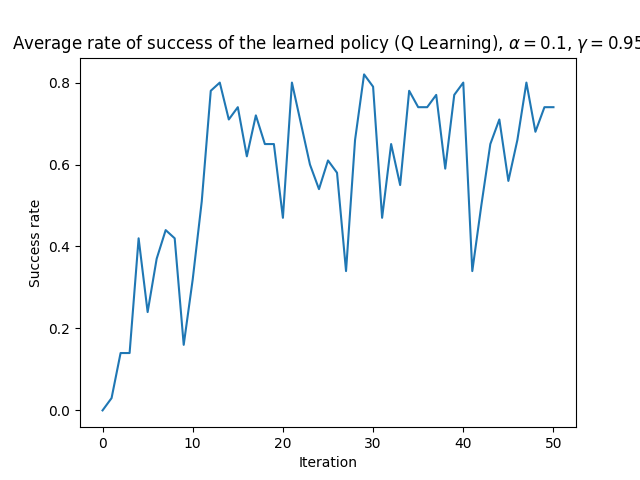 Average rate of success of the learned policy (Q Learning), α = 0.1, γ = 0.95
0.8
0.6
0.4
0.2
0.0
Success rate
0 10 20 30 40 50
Iteration